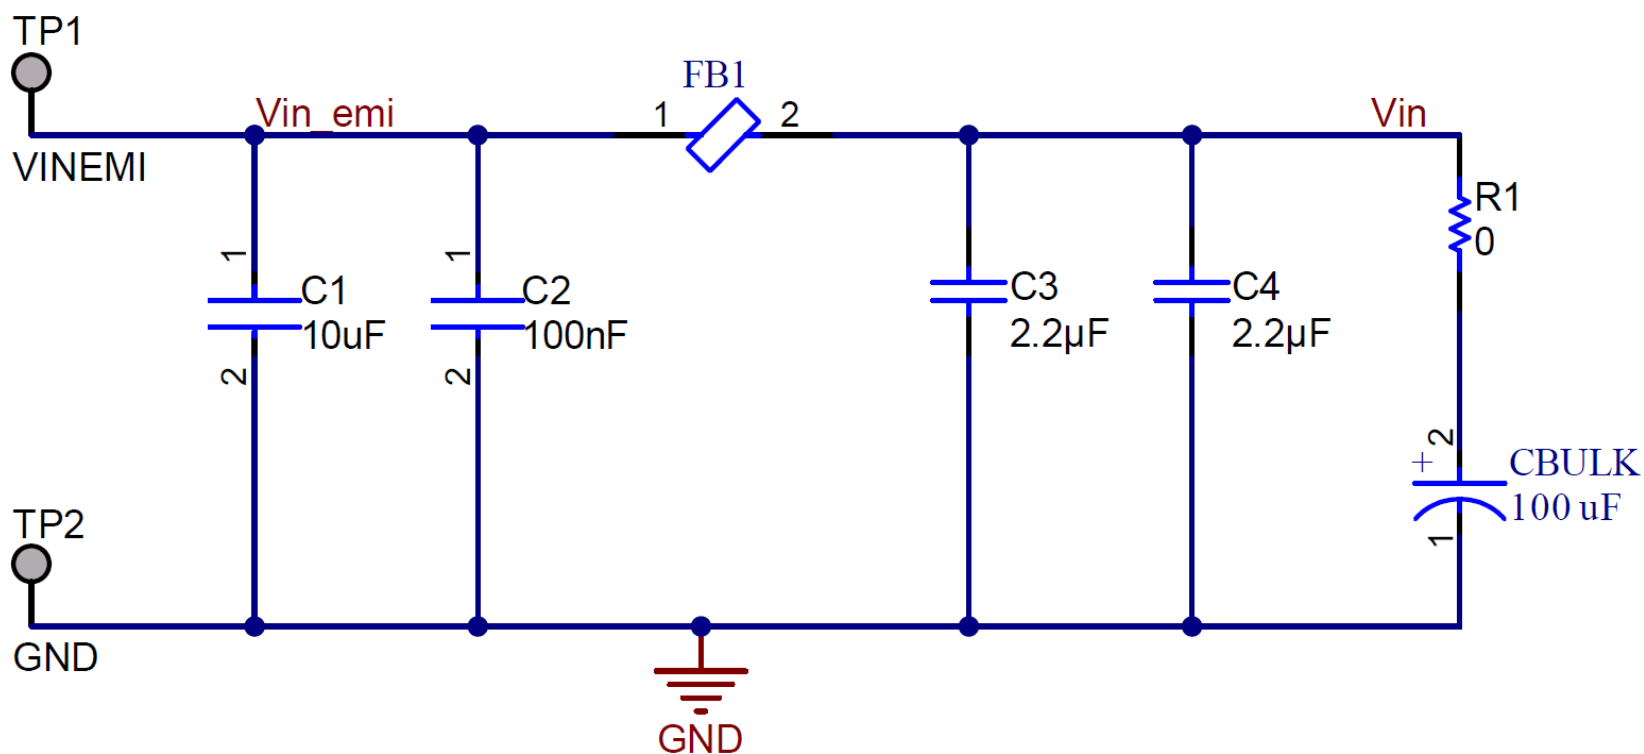 TP1
FB1
Vin_emi
1
2
Vin
VINEMI
R1
0
1
1
C1
10uF
C2
100nF
C3
2.2µF
C4
2.2µF
2
2
2
+
CBULK
100 uF
1
TP2
GND
GND